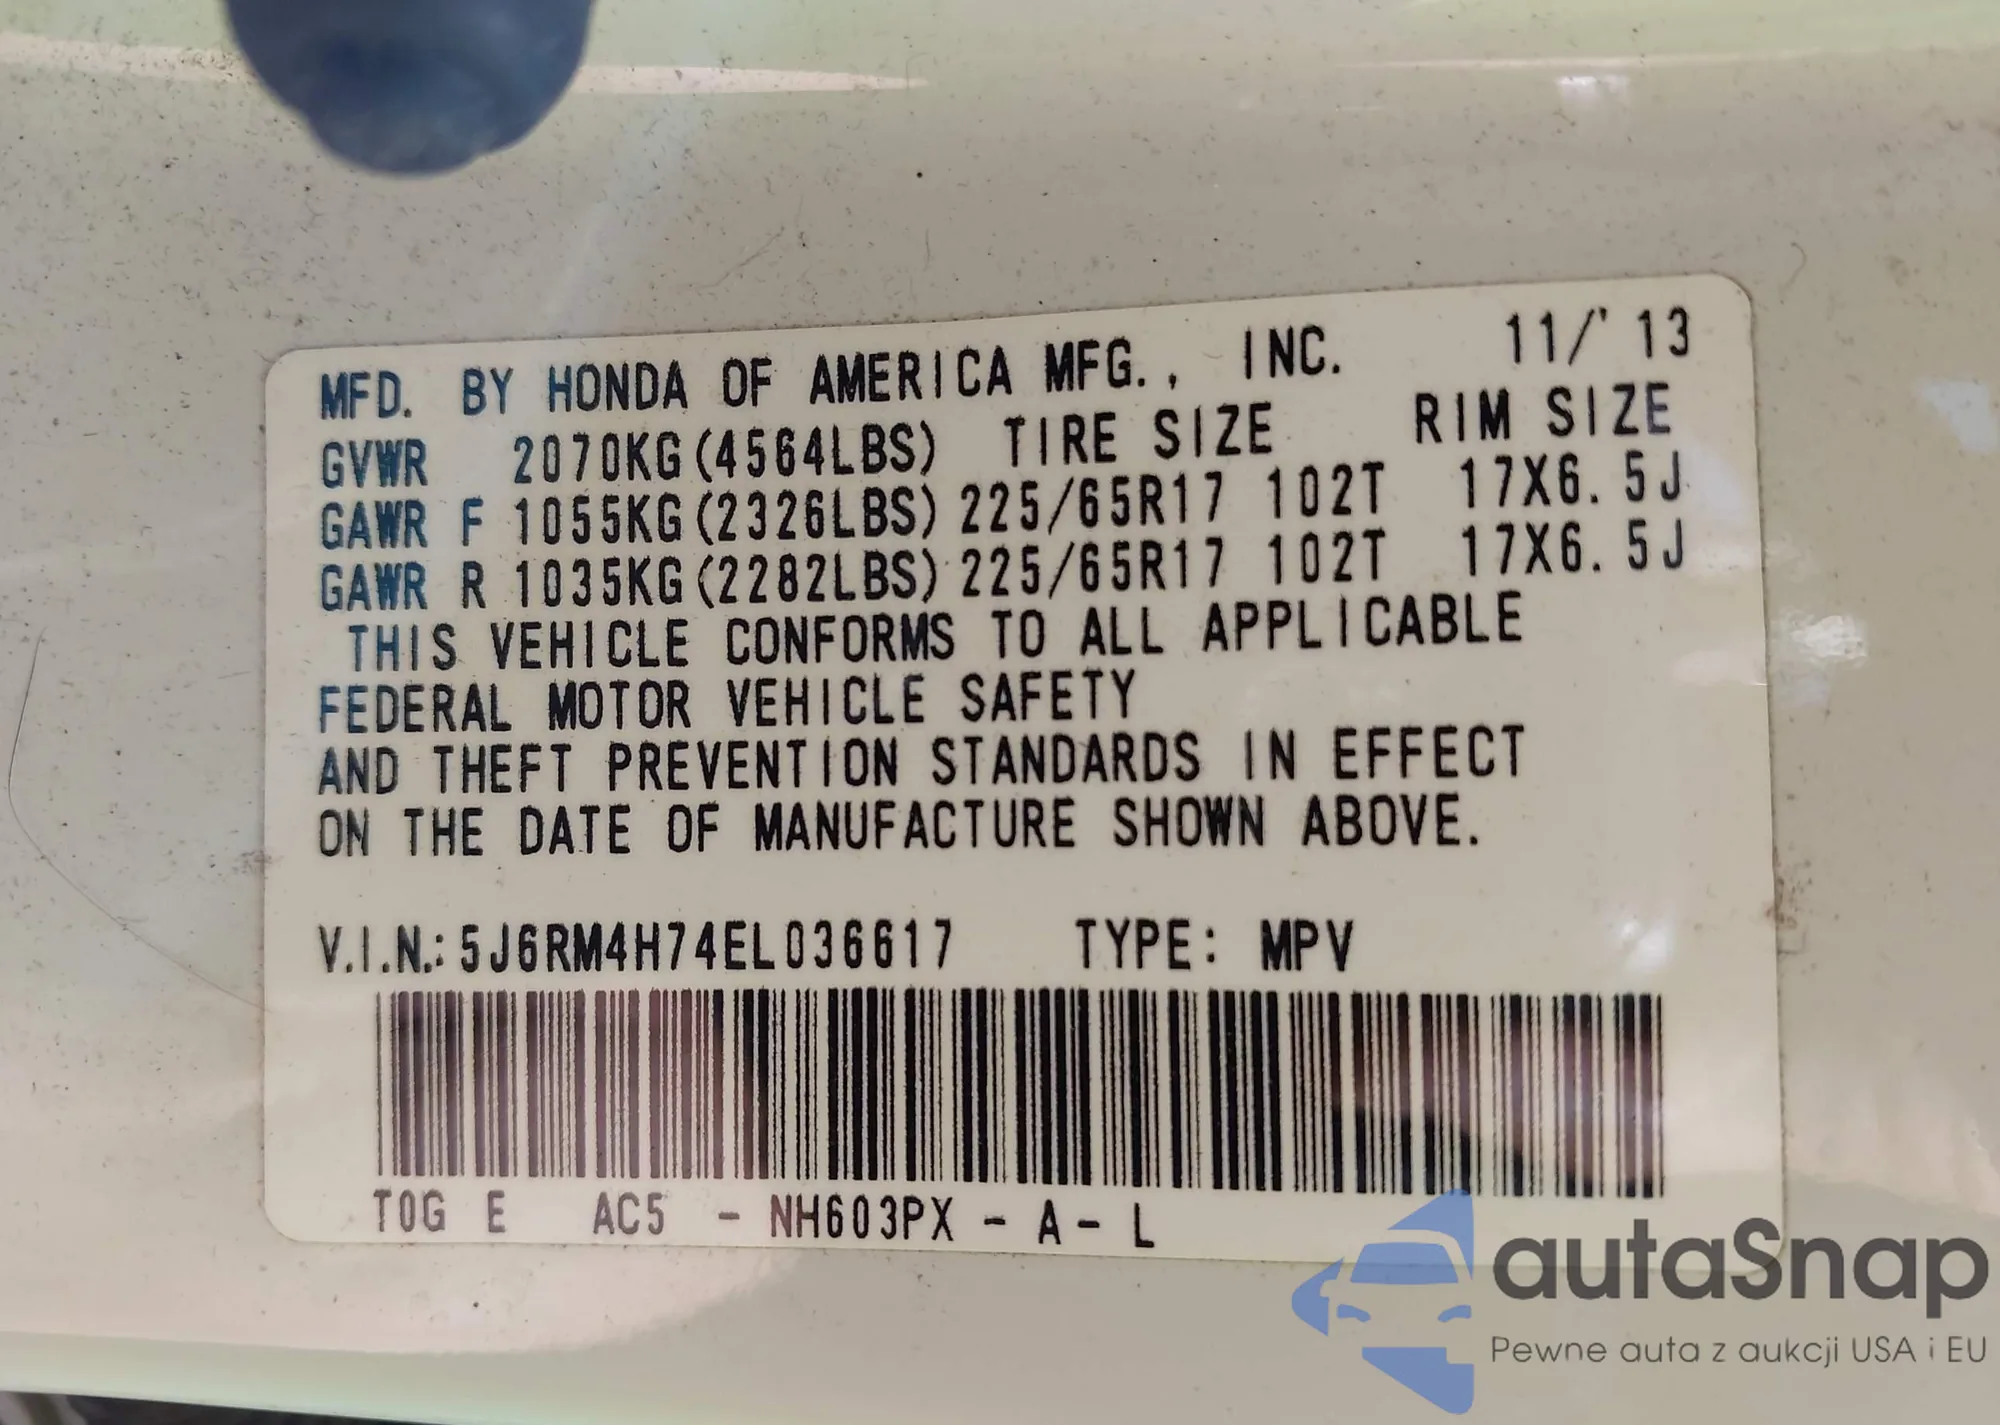 MFD. BY HONDA OF AMERICA MFG., INC. 11/'13
GVWR 2070KG(4564LBS) TIRE SIZE RIM SIZE
GAWR F 1055KG(2326LBS) 225/65R17 102T 17X6.5J
GAWR R 1035KG(2282LBS) 225/65R17 102T 17X6.5J
THIS VEHICLE CONFORMS TO ALL APPLICABLE
FEDERAL MOTOR VEHICLE SAFETY
AND THEFT PREVENTION STANDARDS IN EFFECT
ON THE DATE OF MANUFACTURE SHOWN ABOVE.
V.I.N.: 5J6RM4H74EL036617 TYPE: MPV
T0G E AC5 - NH603PX - A - L
autaSnap
Pewne auta z aukcji USA i EU